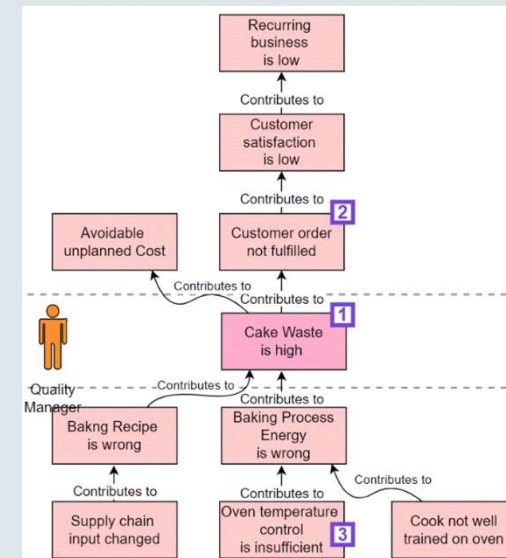 Recurring
business
is low
Contributes to
Customer
satisfaction
is low
Contributes to
2
Avoidable
unplanned Cost
Customer order
not fulfilled
Contributes to
Contributes to
1
Cake Waste
is high
Quality
Manager
Contributes to
Contributes to
Bakng Recipe
is wrong
Baking Process
Energy
is wrong
Contributes to
Contributes to
Contributes to
Supply chain
input changed
Oven temperature
control
is insufficient
3
Cook not well
trained on oven